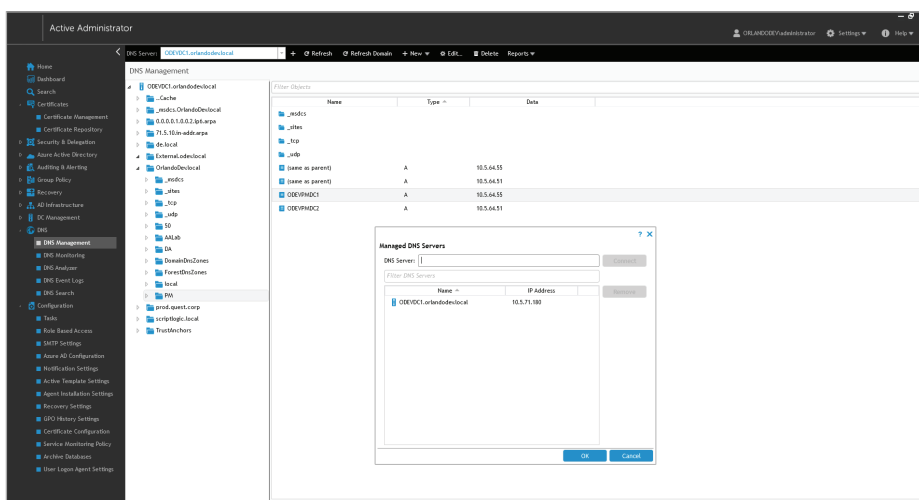 Active Administrator
ORLANDODEV\administrator Settings Help
DNS Server: ODEVDC1.orlandodev.local + Refresh Refresh Domain + New Edit... Delete Reports
DNS Management
Home
Dashboard
Search
Certificates
Certificate Management
Certificate Repository
Security & Delegation
Azure Active Directory
Auditing & Alerting
Group Policy
Recovery
AD Infrastructure
DC Management
DNS
DNS Management
DNS Monitoring
DNS Analyzer
DNS Event Logs
DNS Search
Configuration
Tasks
Role Based Access
SMTP Settings
Azure AD Configuration
Notification Settings
Active Template Settings
Agent Installation Settings
Recovery Settings
GPO History Settings
Certificate Configuration
Service Monitoring Policy
Archive Databases
User Logon Agent Settings
ODEVDC1.orlandodev.local
..Cache
_msdcs.OrlandoDev.local
0.0.0.0.1.0.0.2.ip6.arpa
71.5.10.in-addr.arpa
de.local
External.odev.local
OrlandoDev.local
_msdcs
_sites
_tcp
_udp
50
AALab
DA
DomainDnsZones
ForestDnsZones
local
PM
prod.quest.corp
scriptlogic.local
TrustAnchors
Filter Objects
Name Type Data
_msdcs
_sites
_tcp
_udp
(same as parent) A 10.5.64.55
(same as parent) A 10.5.64.51
ODEVPMDC1 A 10.5.64.55
ODEVPMDC2 A 10.5.64.51
? X
Managed DNS Servers
DNS Server: Connect
Filter DNS Servers
Name IP Address Remove
ODEVDC1.orlandodev.local 10.5.71.180
OK Cancel